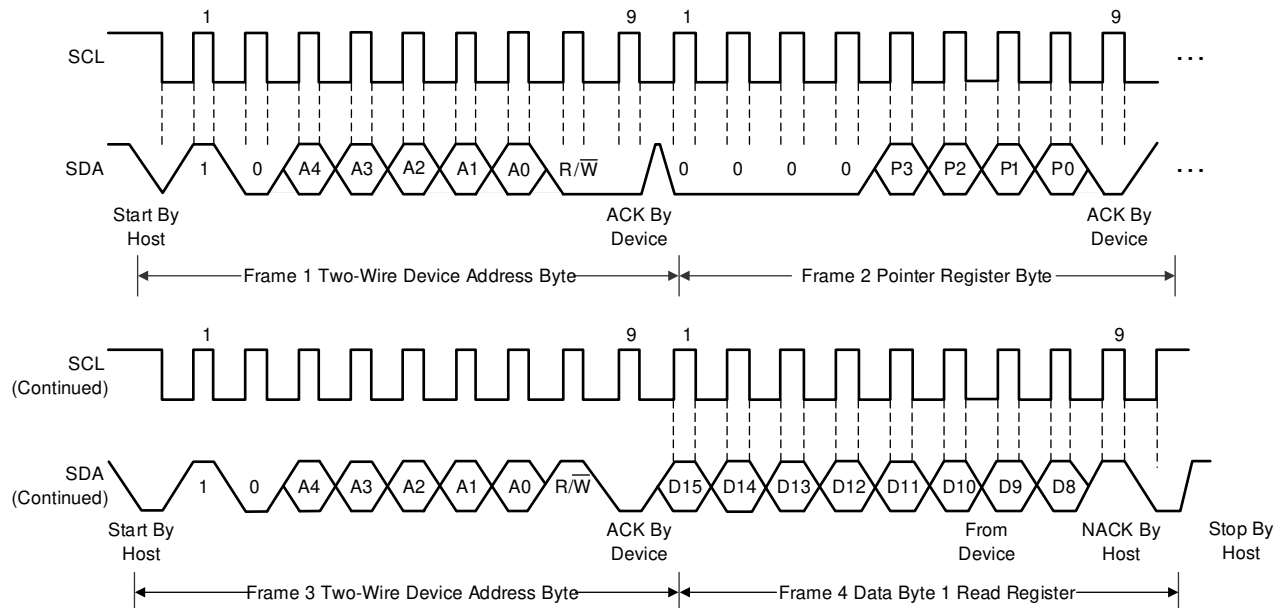 1 9 1 9
SCL ...
SDA 1 0 A4 A3 A2 A1 A0 R/W̅ 0 0 0 0 P3 P2 P1 P0 ...
Start By ACK By ACK By
Host Device Device
Frame 1 Two-Wire Device Address Byte Frame 2 Pointer Register Byte
1 9 1 9
SCL
(Continued)
SDA
(Continued) 1 0 A4 A3 A2 A1 A0 R/W̅ D15 D14 D13 D12 D11 D10 D9 D8
Start By ACK By From NACK By Stop By
Host Device Device Host Host
Frame 3 Two-Wire Device Address Byte Frame 4 Data Byte 1 Read Register